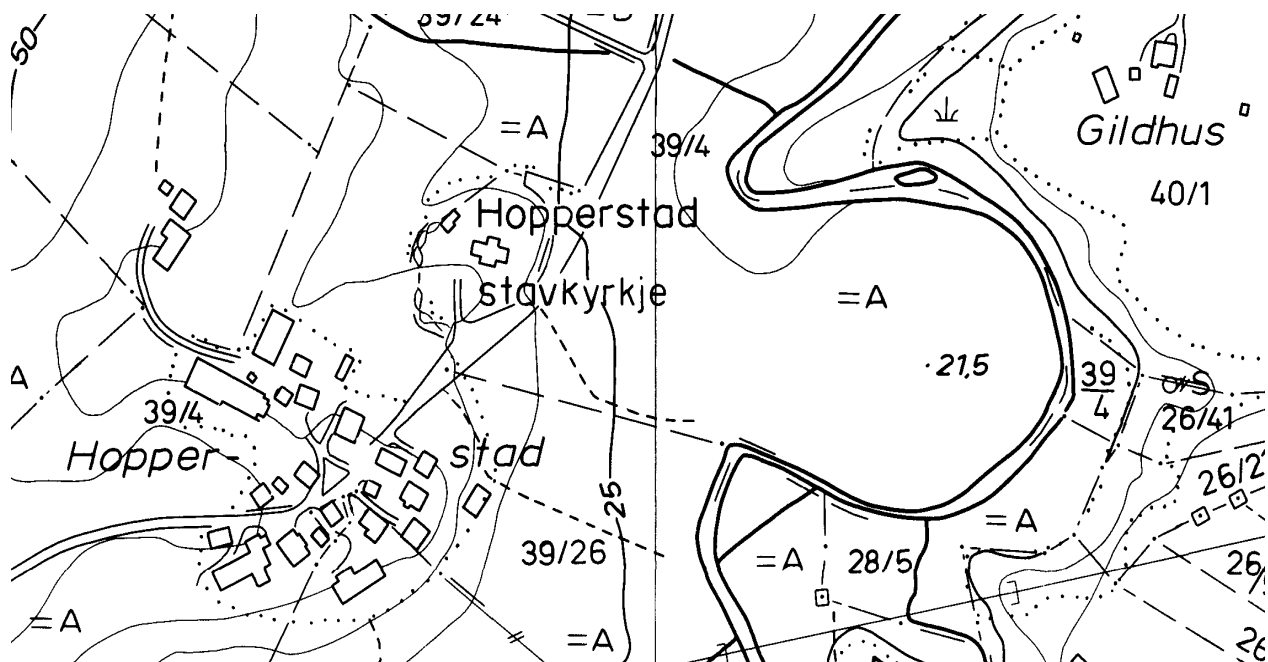 39/24
50
= A
39/4
Gildhus
40/1
Hopperstad
stavkyrkje
= A
21,5
39
4
S
26/41
A
39/4
Hopper-
stad
25
= A
39/26
= A
28/5
= A
= A